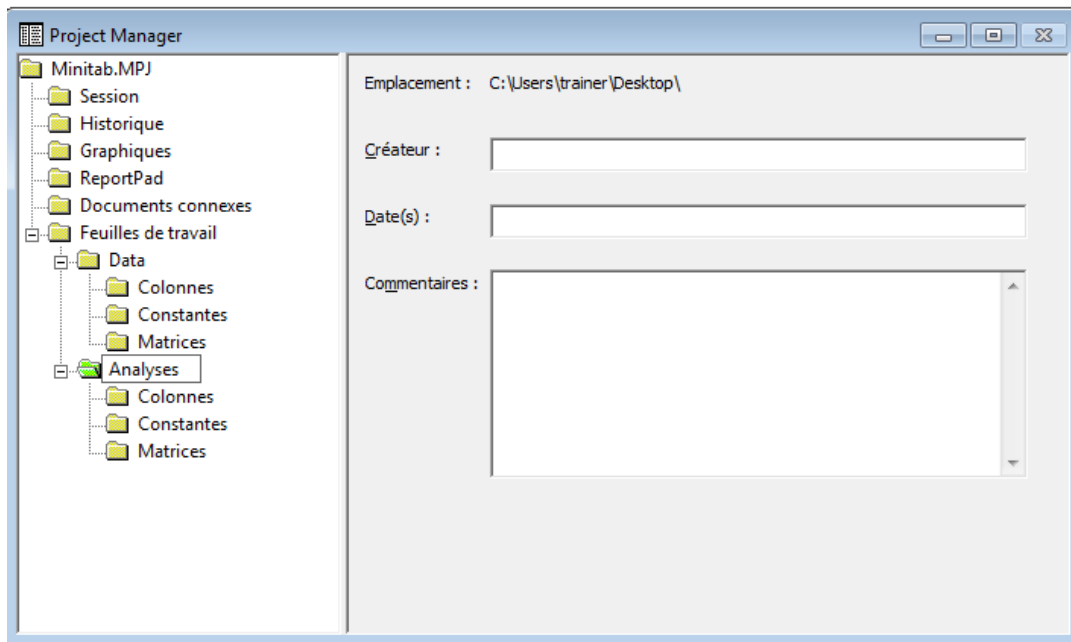 Project Manager
Minitab.MPJ
Session
Historique
Graphiques
ReportPad
Documents connexes
Feuilles de travail
Data
Colonnes
Constantes
Matrices
Analyses
Colonnes
Constantes
Matrices
Emplacement : C:\Users\trainer\Desktop\
Créateur :
Date(s) :
Commentaires :